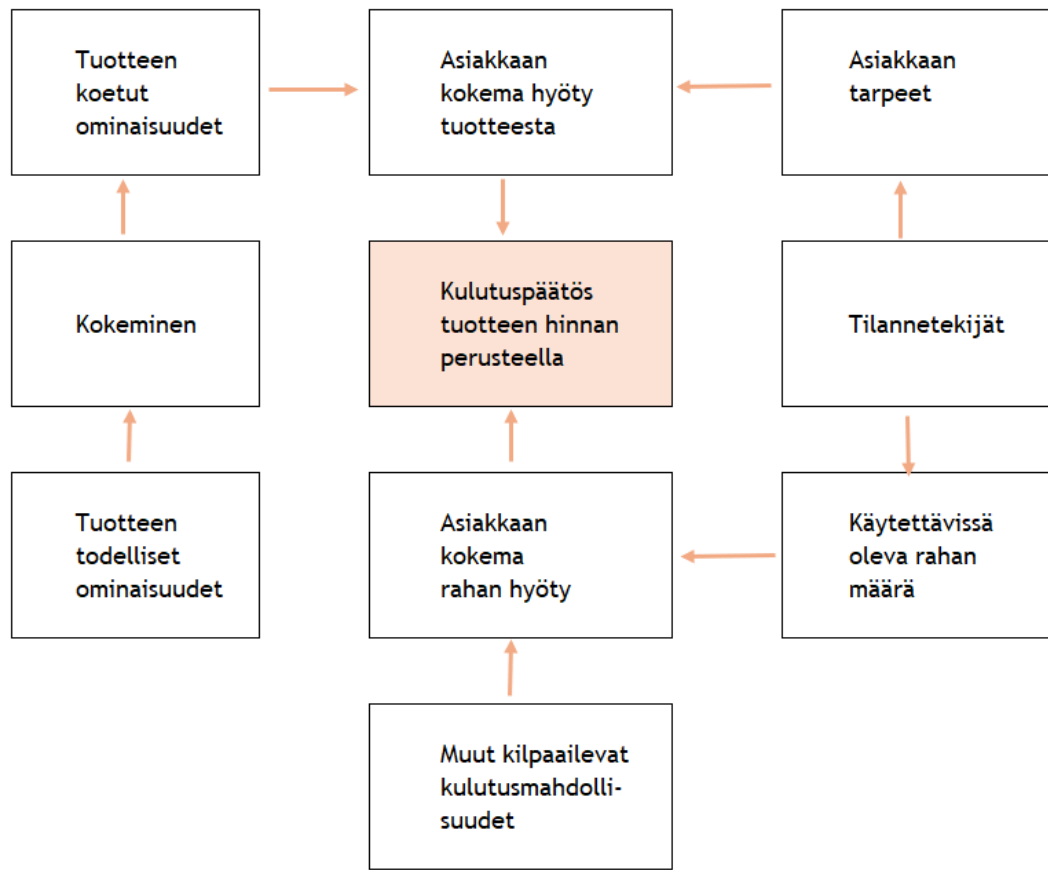 Tuotteen
koetut
ominaisuudet
Asiakkaan
kokema hyöty
tuotteesta
Asiakkaan
tarpeet
Kokeminen
Kulutuspäätös
tuotteen hinnan
perusteella
Tilannetekijät
Tuotteen
todelliset
ominaisuudet
Asiakkaan
kokema
rahan hyöty
Käytettävissä
oleva rahan
määrä
Muut kilpaailevat
kulutusmahdolli-
suudet